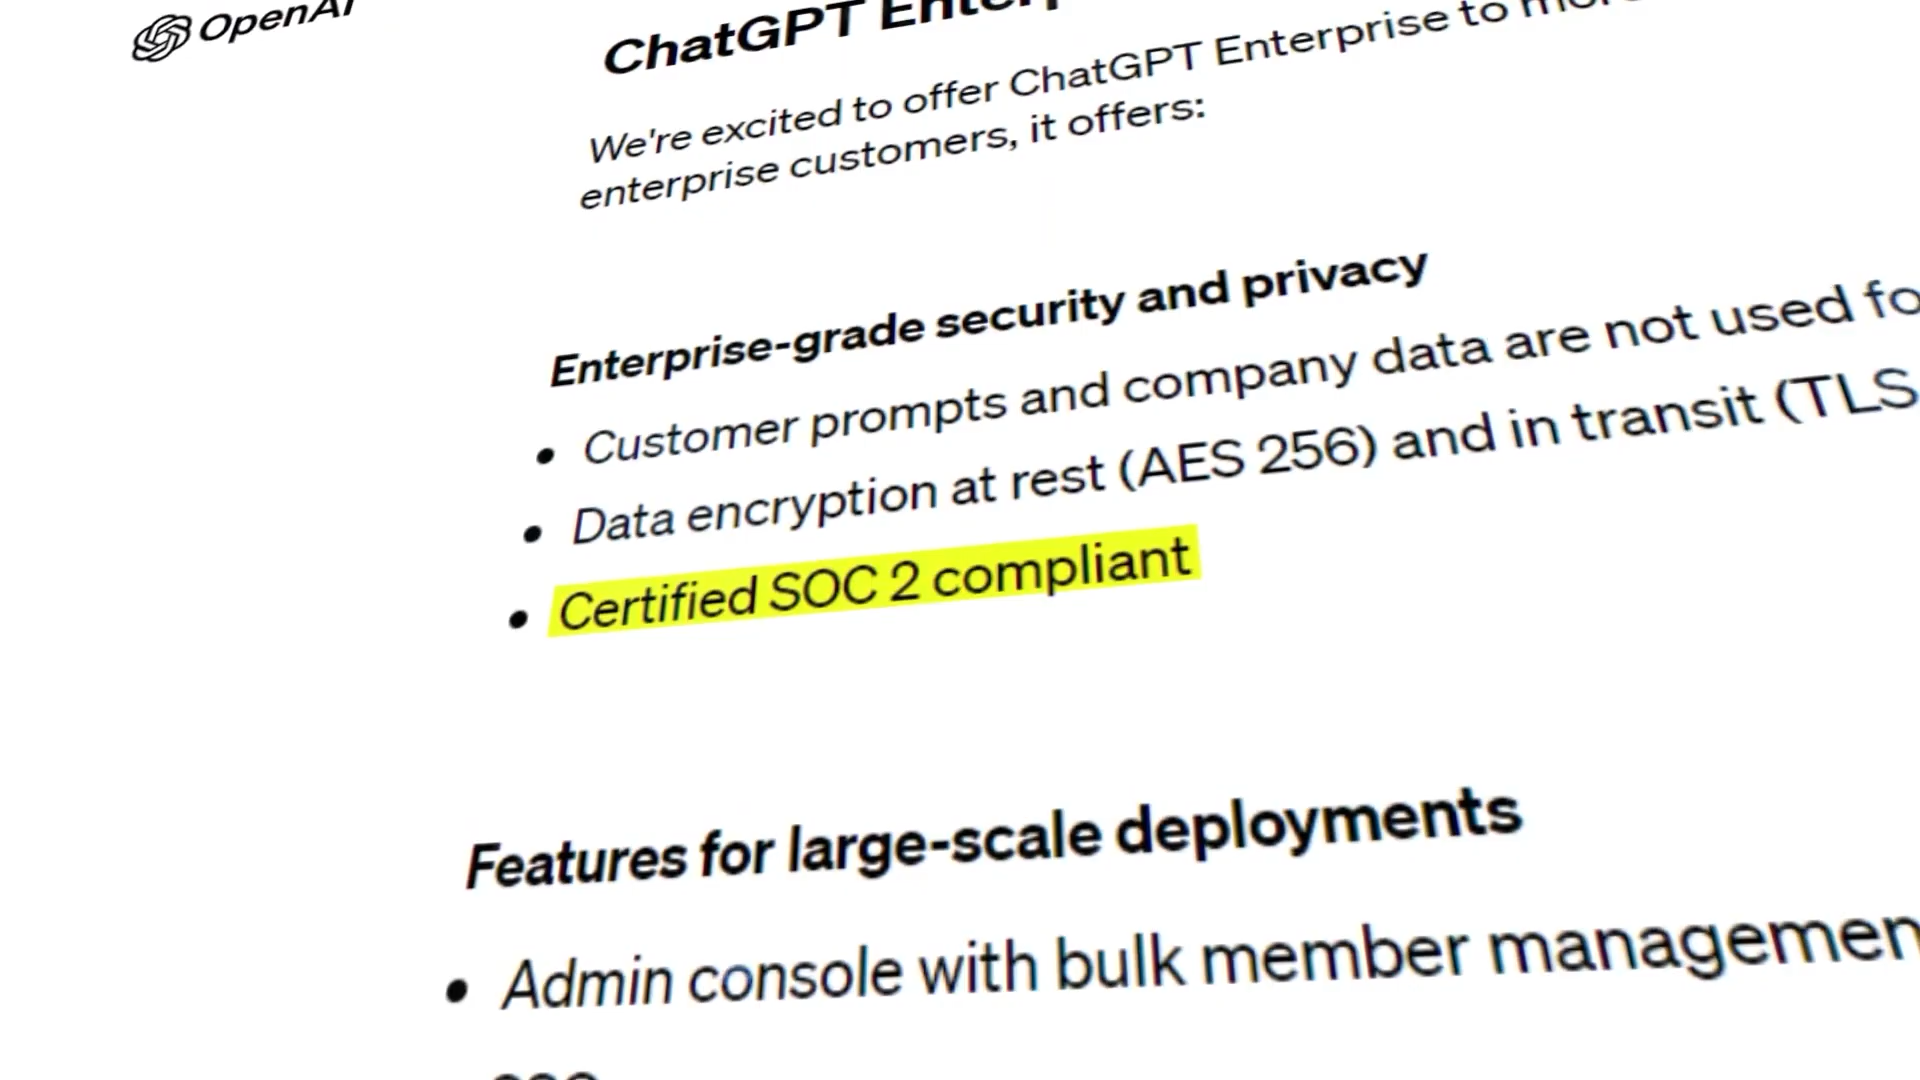 OpenAI
ChatGPT
We're excited to offer ChatGPT Enterprise to
enterprise customers, it offers:
Enterprise-grade security and privacy
• Customer prompts and company data are not used
• Data encryption at rest (AES 256) and in transit (TLS
• Certified SOC 2 compliant
Features for large-scale deployments
• Admin console with bulk member